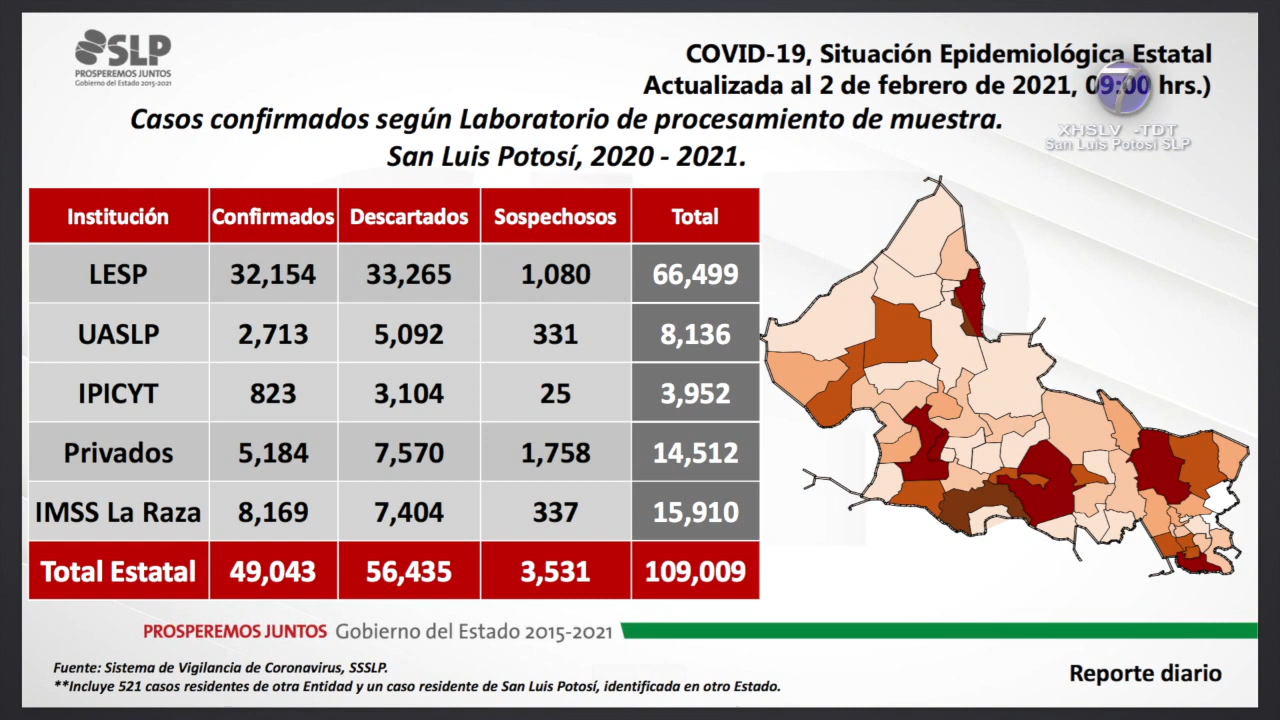 SLP
PROSPEREMOS JUNTOS
Gobierno del Estado 2015-2021
COVID-19, Situación Epidemiológica Estatal
Actualizada al 2 de febrero de 2021, 09:00 hrs.)
7
XHSLV -TDT
San Luis Potosí SLP
Casos confirmados según Laboratorio de procesamiento de muestra.
San Luis Potosí, 2020 - 2021.
Institución Confirmados Descartados Sospechosos Total
LESP 32,154 33,265 1,080 66,499
UASLP 2,713 5,092 331 8,136
IPICYT 823 3,104 25 3,952
Privados 5,184 7,570 1,758 14,512
IMSS La Raza 8,169 7,404 337 15,910
Total Estatal 49,043 56,435 3,531 109,009
PROSPEREMOS JUNTOS Gobierno del Estado 2015-2021
Fuente: Sistema de Vigilancia de Coronavirus, SSSLP.
**Incluye 521 casos residentes de otra Entidad y un caso residente de San Luis Potosí, identificada en otro Estado.
Reporte diario